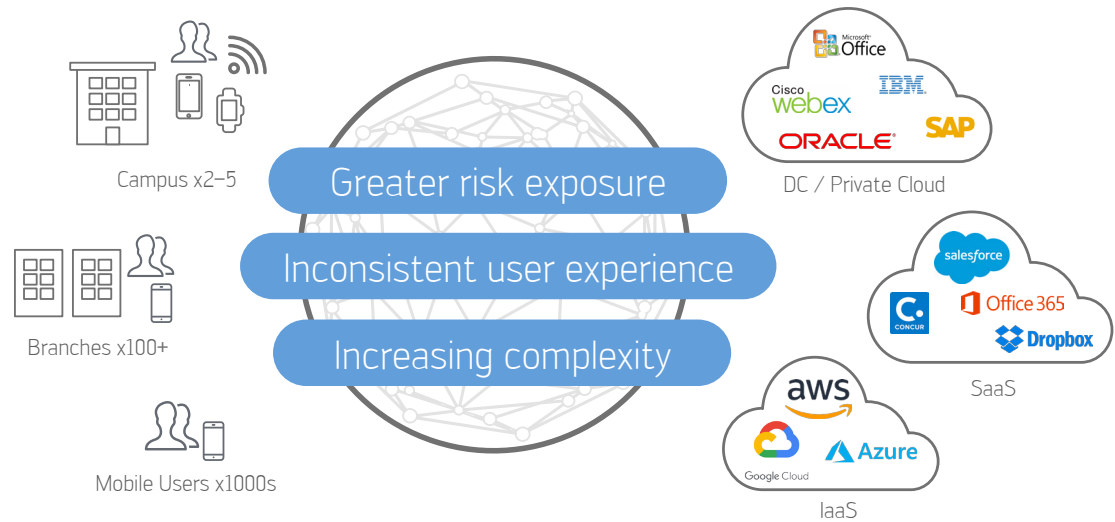 Campus x2–5
Branches x100+
Mobile Users x1000s
Greater risk exposure
Inconsistent user experience
Increasing complexity
Microsoft®
Office
IBM®
Cisco
webex
SAP
ORACLE®
DC / Private Cloud
salesforce
C.
CONCUR
Office 365
Dropbox
SaaS
aws
Google Cloud
Azure
IaaS